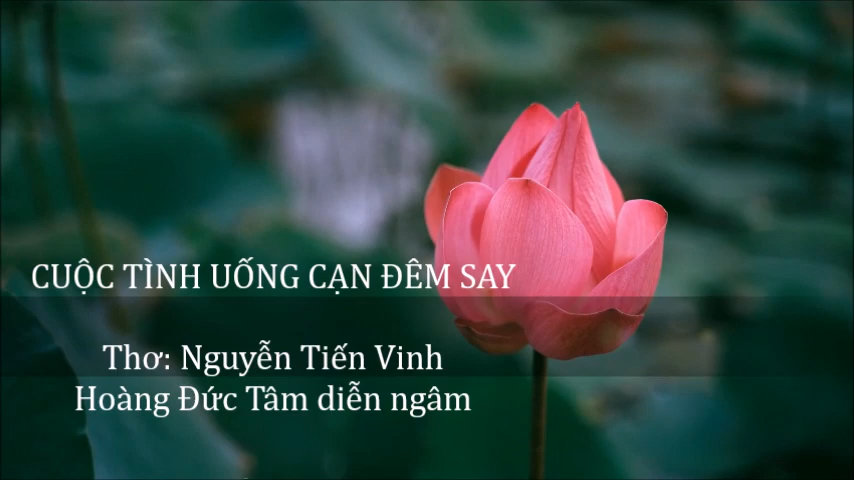 CUỘC TÌNH UỐNG CẠN ĐÊM SAY
Thơ: Nguyễn Tiến Vinh
Hoàng Đức Tâm diễn ngâm